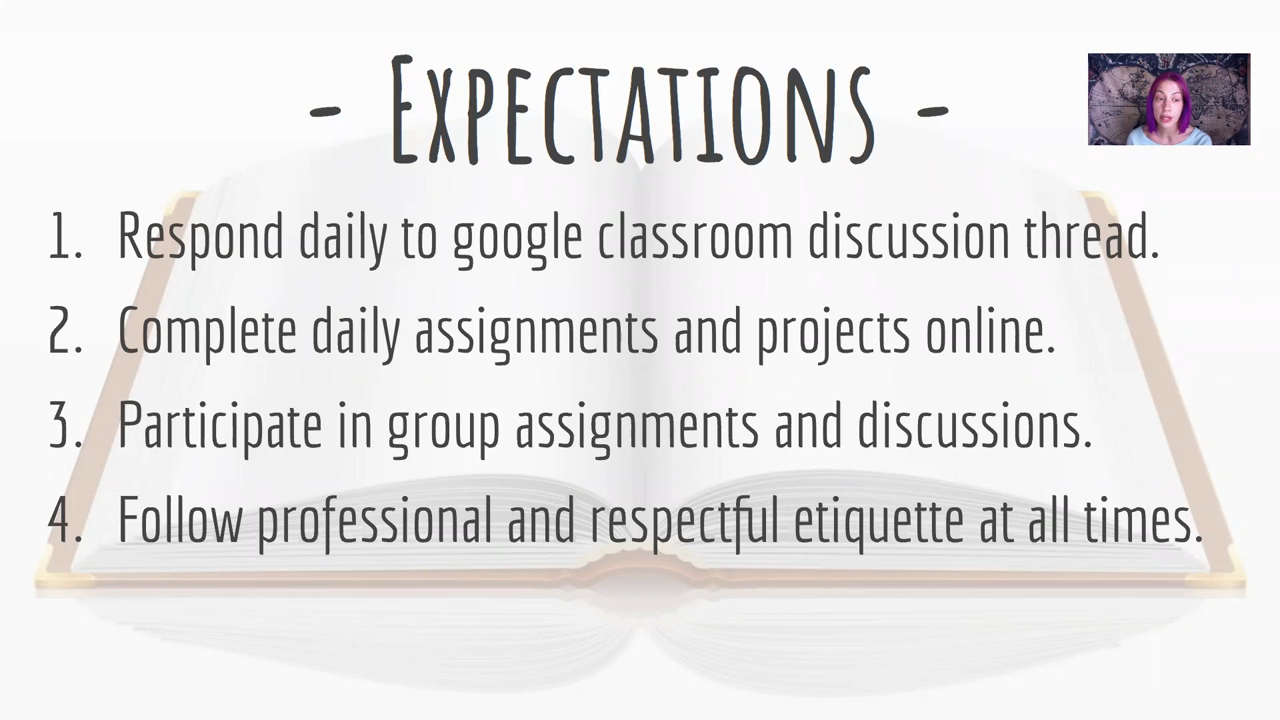 - Expectations -
1. Respond daily to google classroom discussion thread.
2. Complete daily assignments and projects online.
3. Participate in group assignments and discussions.
4. Follow professional and respectful etiquette at all times.